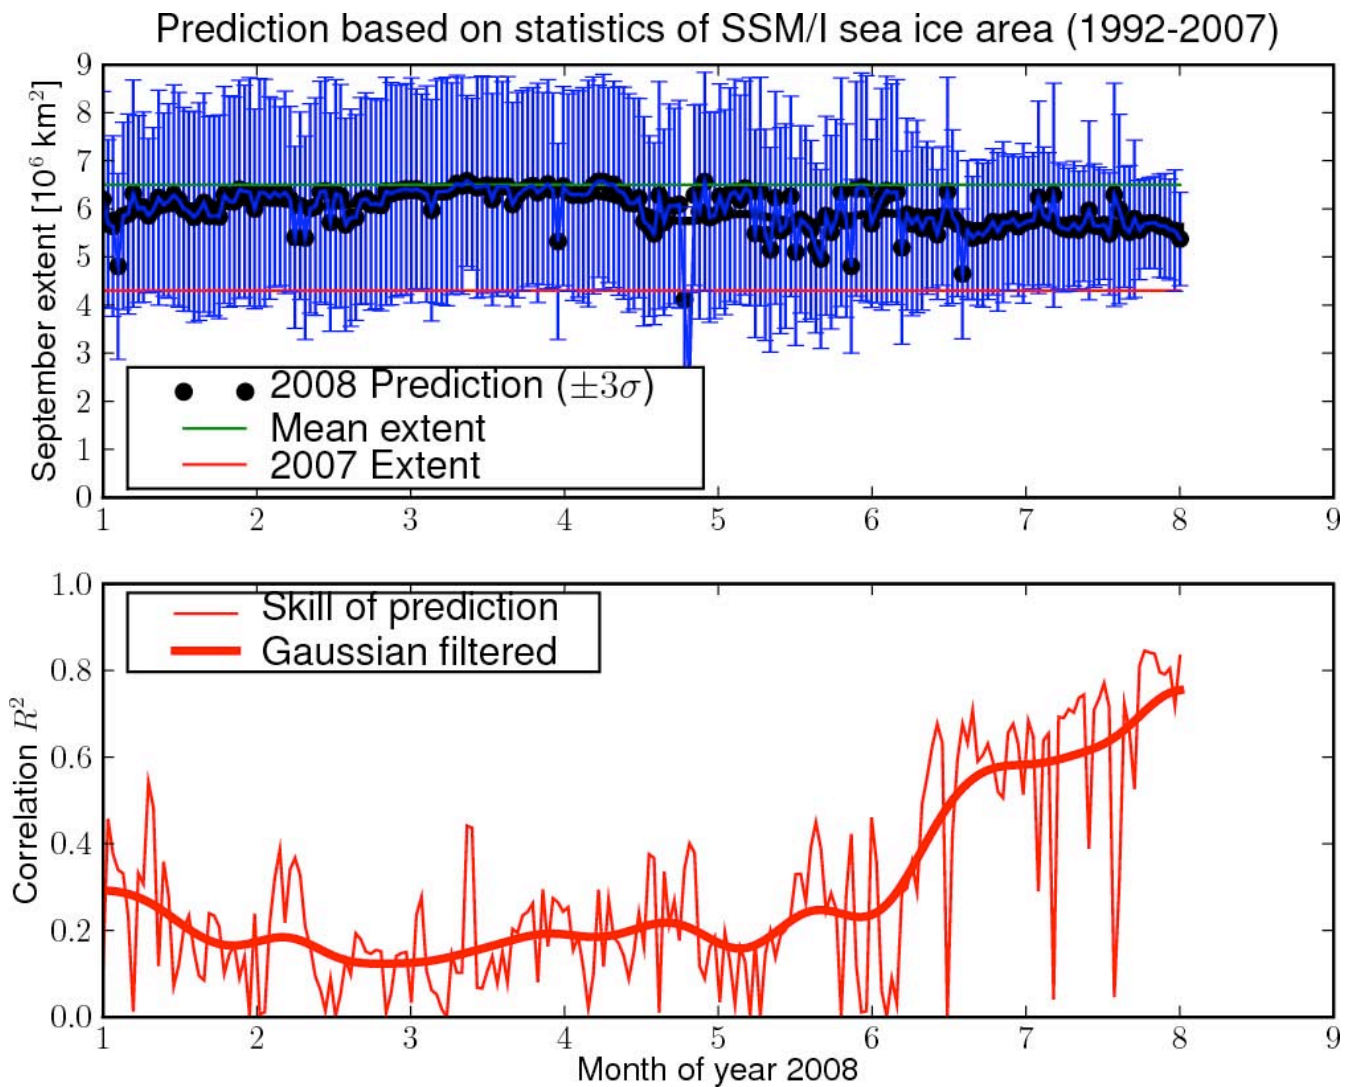 Prediction based on statistics of SSM/I sea ice area (1992-2007)
September extent [10⁶ km²]
9
8
7
6
5
4
3
2
1
0
2008 Prediction (±3σ)
Mean extent
2007 Extent
1 2 3 4 5 6 7 8 9
Correlation R²
1.0
0.8
0.6
0.4
0.2
0.0
Skill of prediction
Gaussian filtered
1 2 3 4 5 6 7 8 9
Month of year 2008